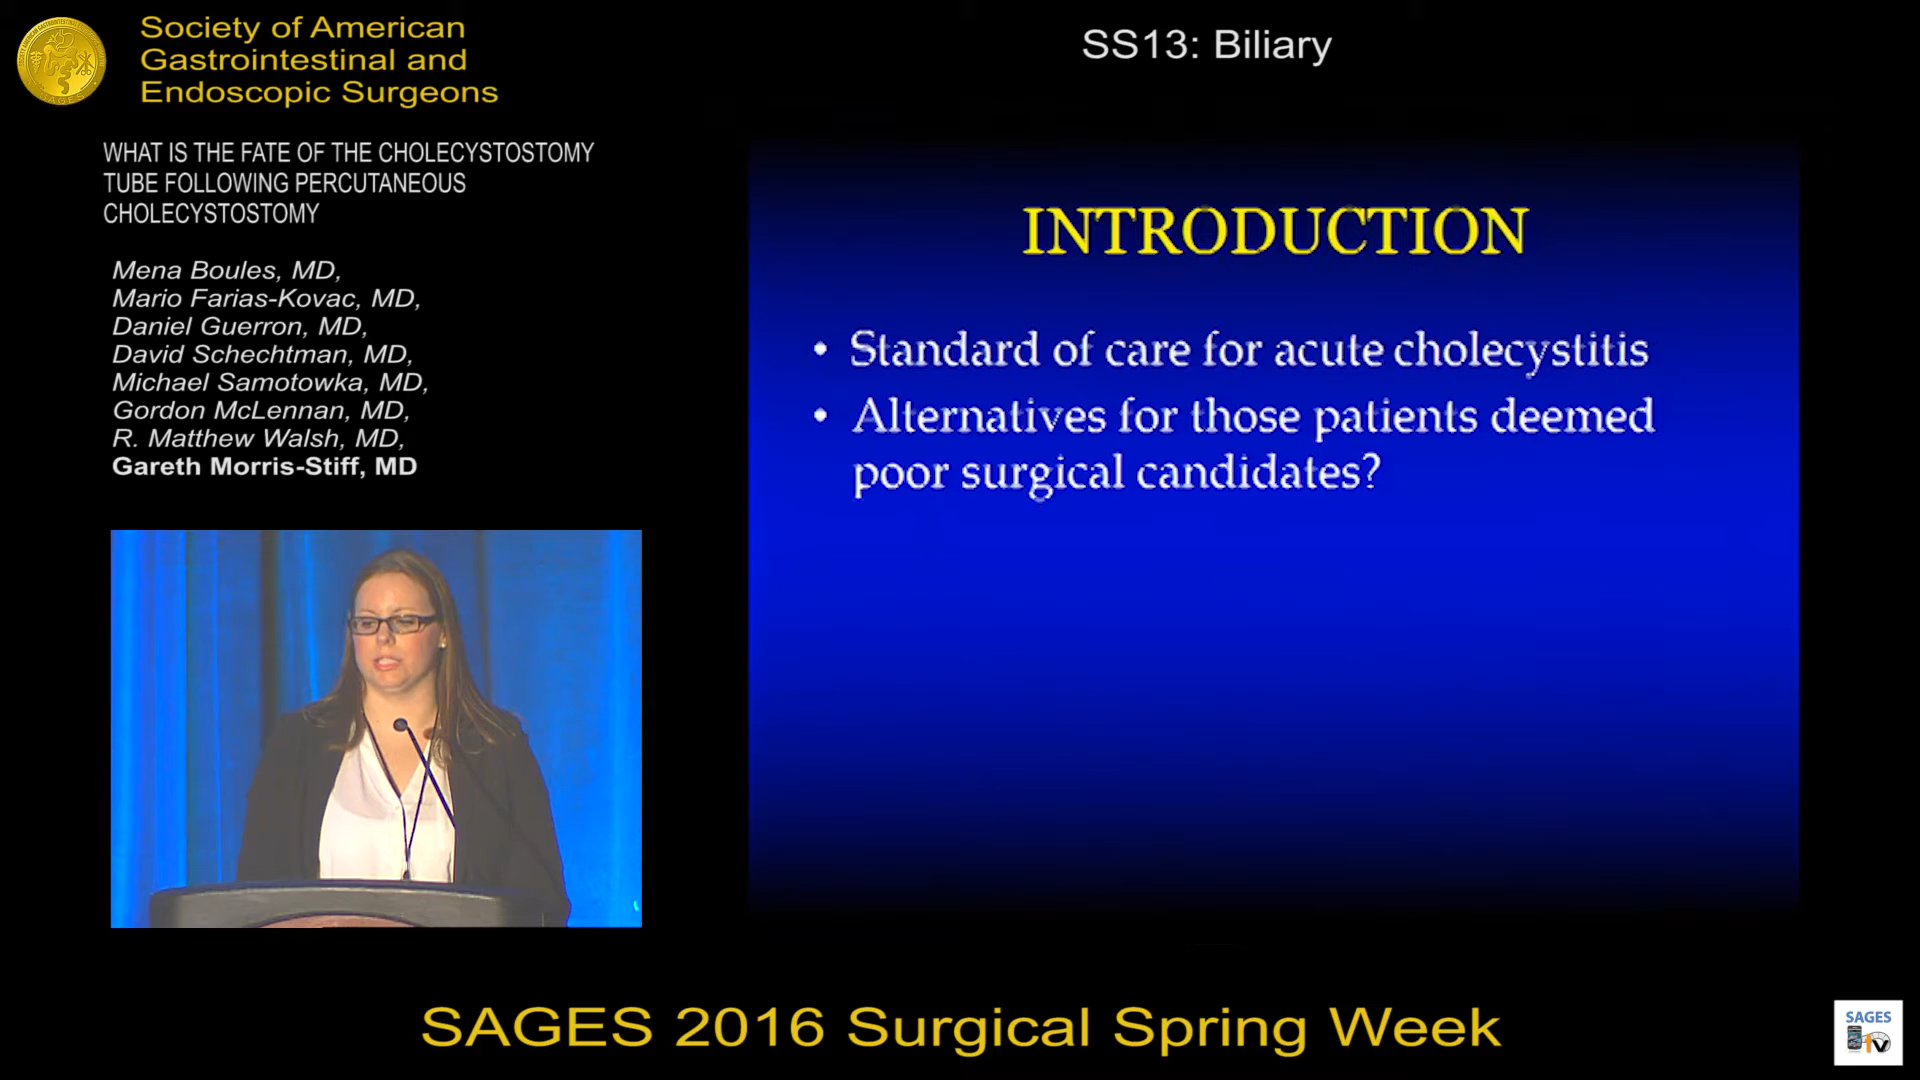 Society of American
Gastrointestinal and
Endoscopic Surgeons
SS13: Biliary
WHAT IS THE FATE OF THE CHOLECYSTOSTOMY
TUBE FOLLOWING PERCUTANEOUS
CHOLECYSTOSTOMY
Mena Boules, MD,
Mario Farias-Kovac, MD,
Daniel Guerron, MD,
David Schechtman, MD,
Michael Samotowka, MD,
Gordon McLennan, MD,
R. Matthew Walsh, MD,
Gareth Morris-Stiff, MD
INTRODUCTION
• Standard of care for acute cholecystitis
• Alternatives for those patients deemed
poor surgical candidates?
SAGES 2016 Surgical Spring Week
SAGES
TV